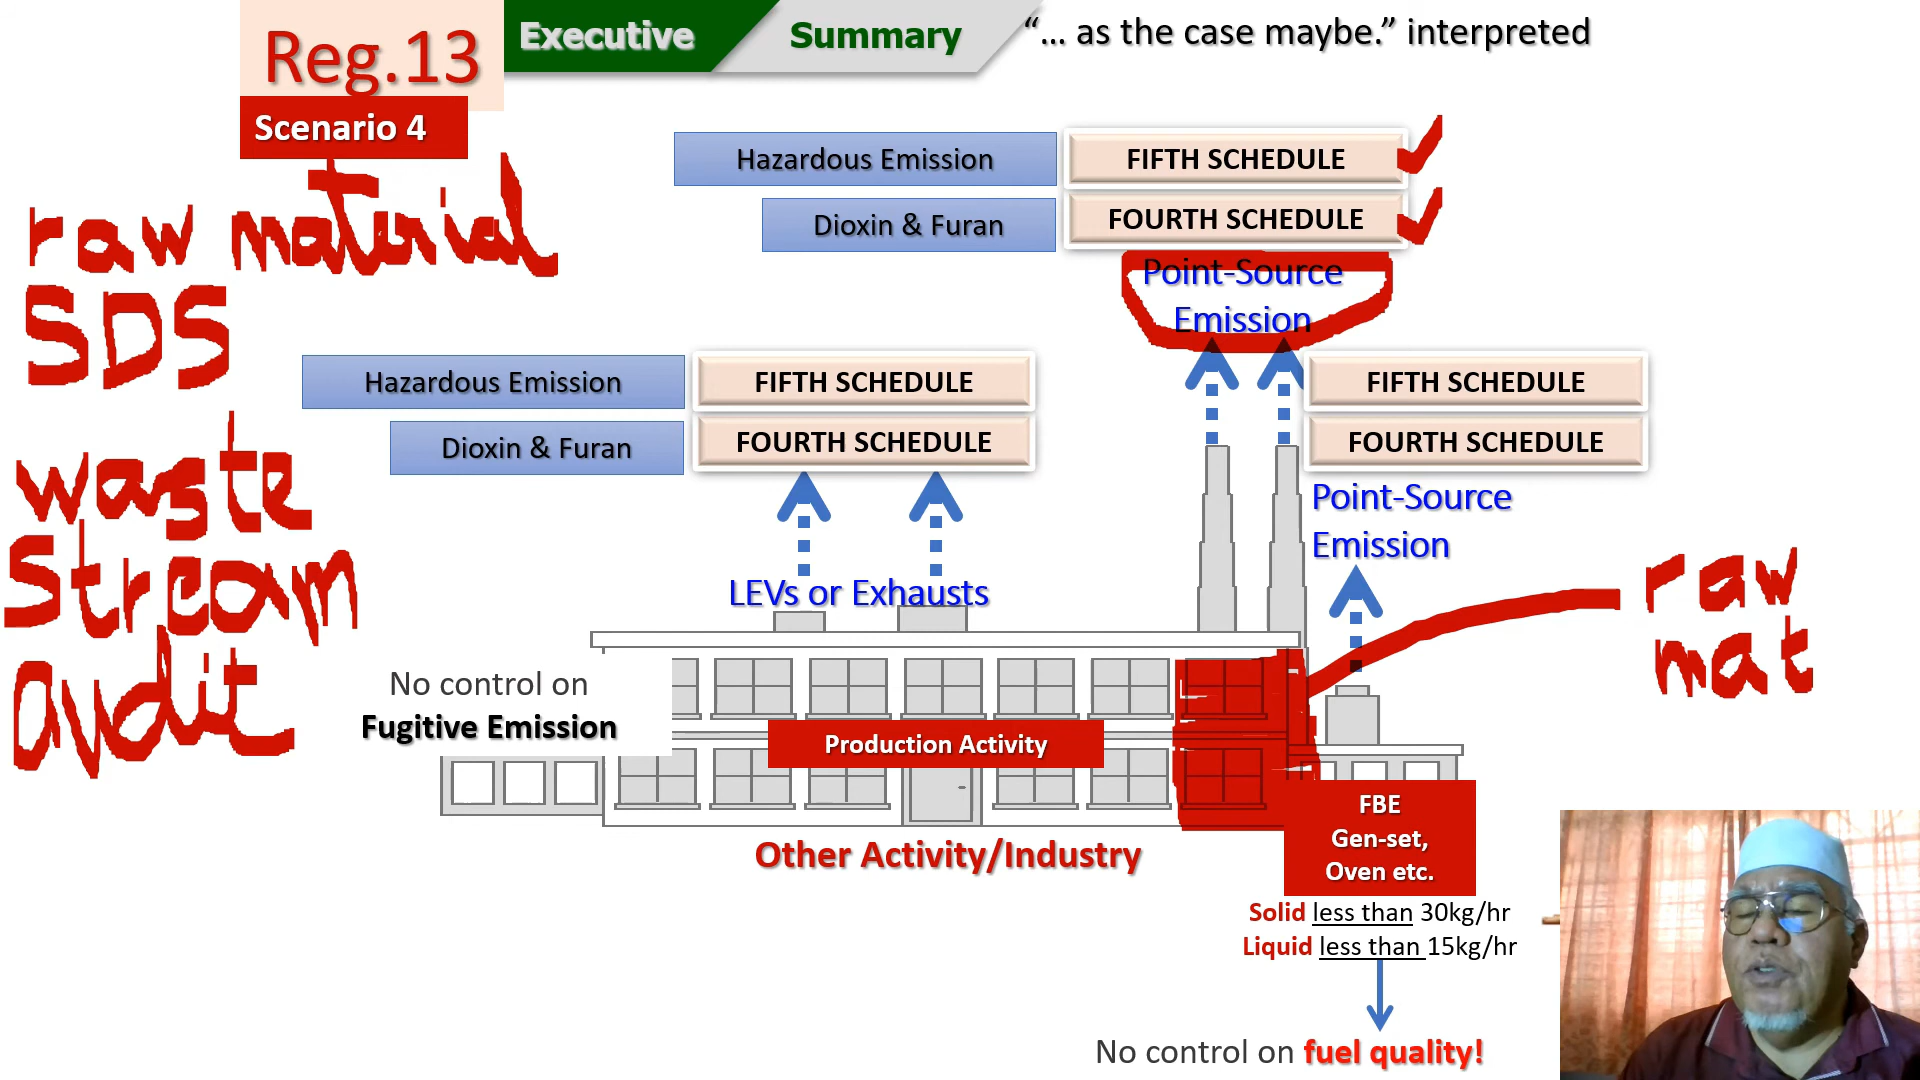 Reg.13
Executive Summary
“... as the case maybe.” interpreted
Scenario 4
Hazardous Emission
FIFTH SCHEDULE
Dioxin & Furan
FOURTH SCHEDULE
raw material
SDS
Point-Source
Emission
Hazardous Emission
FIFTH SCHEDULE
FIFTH SCHEDULE
Dioxin & Furan
FOURTH SCHEDULE
FOURTH SCHEDULE
waste
stream
audit
Point-Source
Emission
LEVs or Exhausts
raw
mat
No control on
Fugitive Emission
Production Activity
FBE
Gen-set,
Oven etc.
Other Activity/Industry
Solid less than 30kg/hr
Liquid less than 15kg/hr
No control on fuel quality!